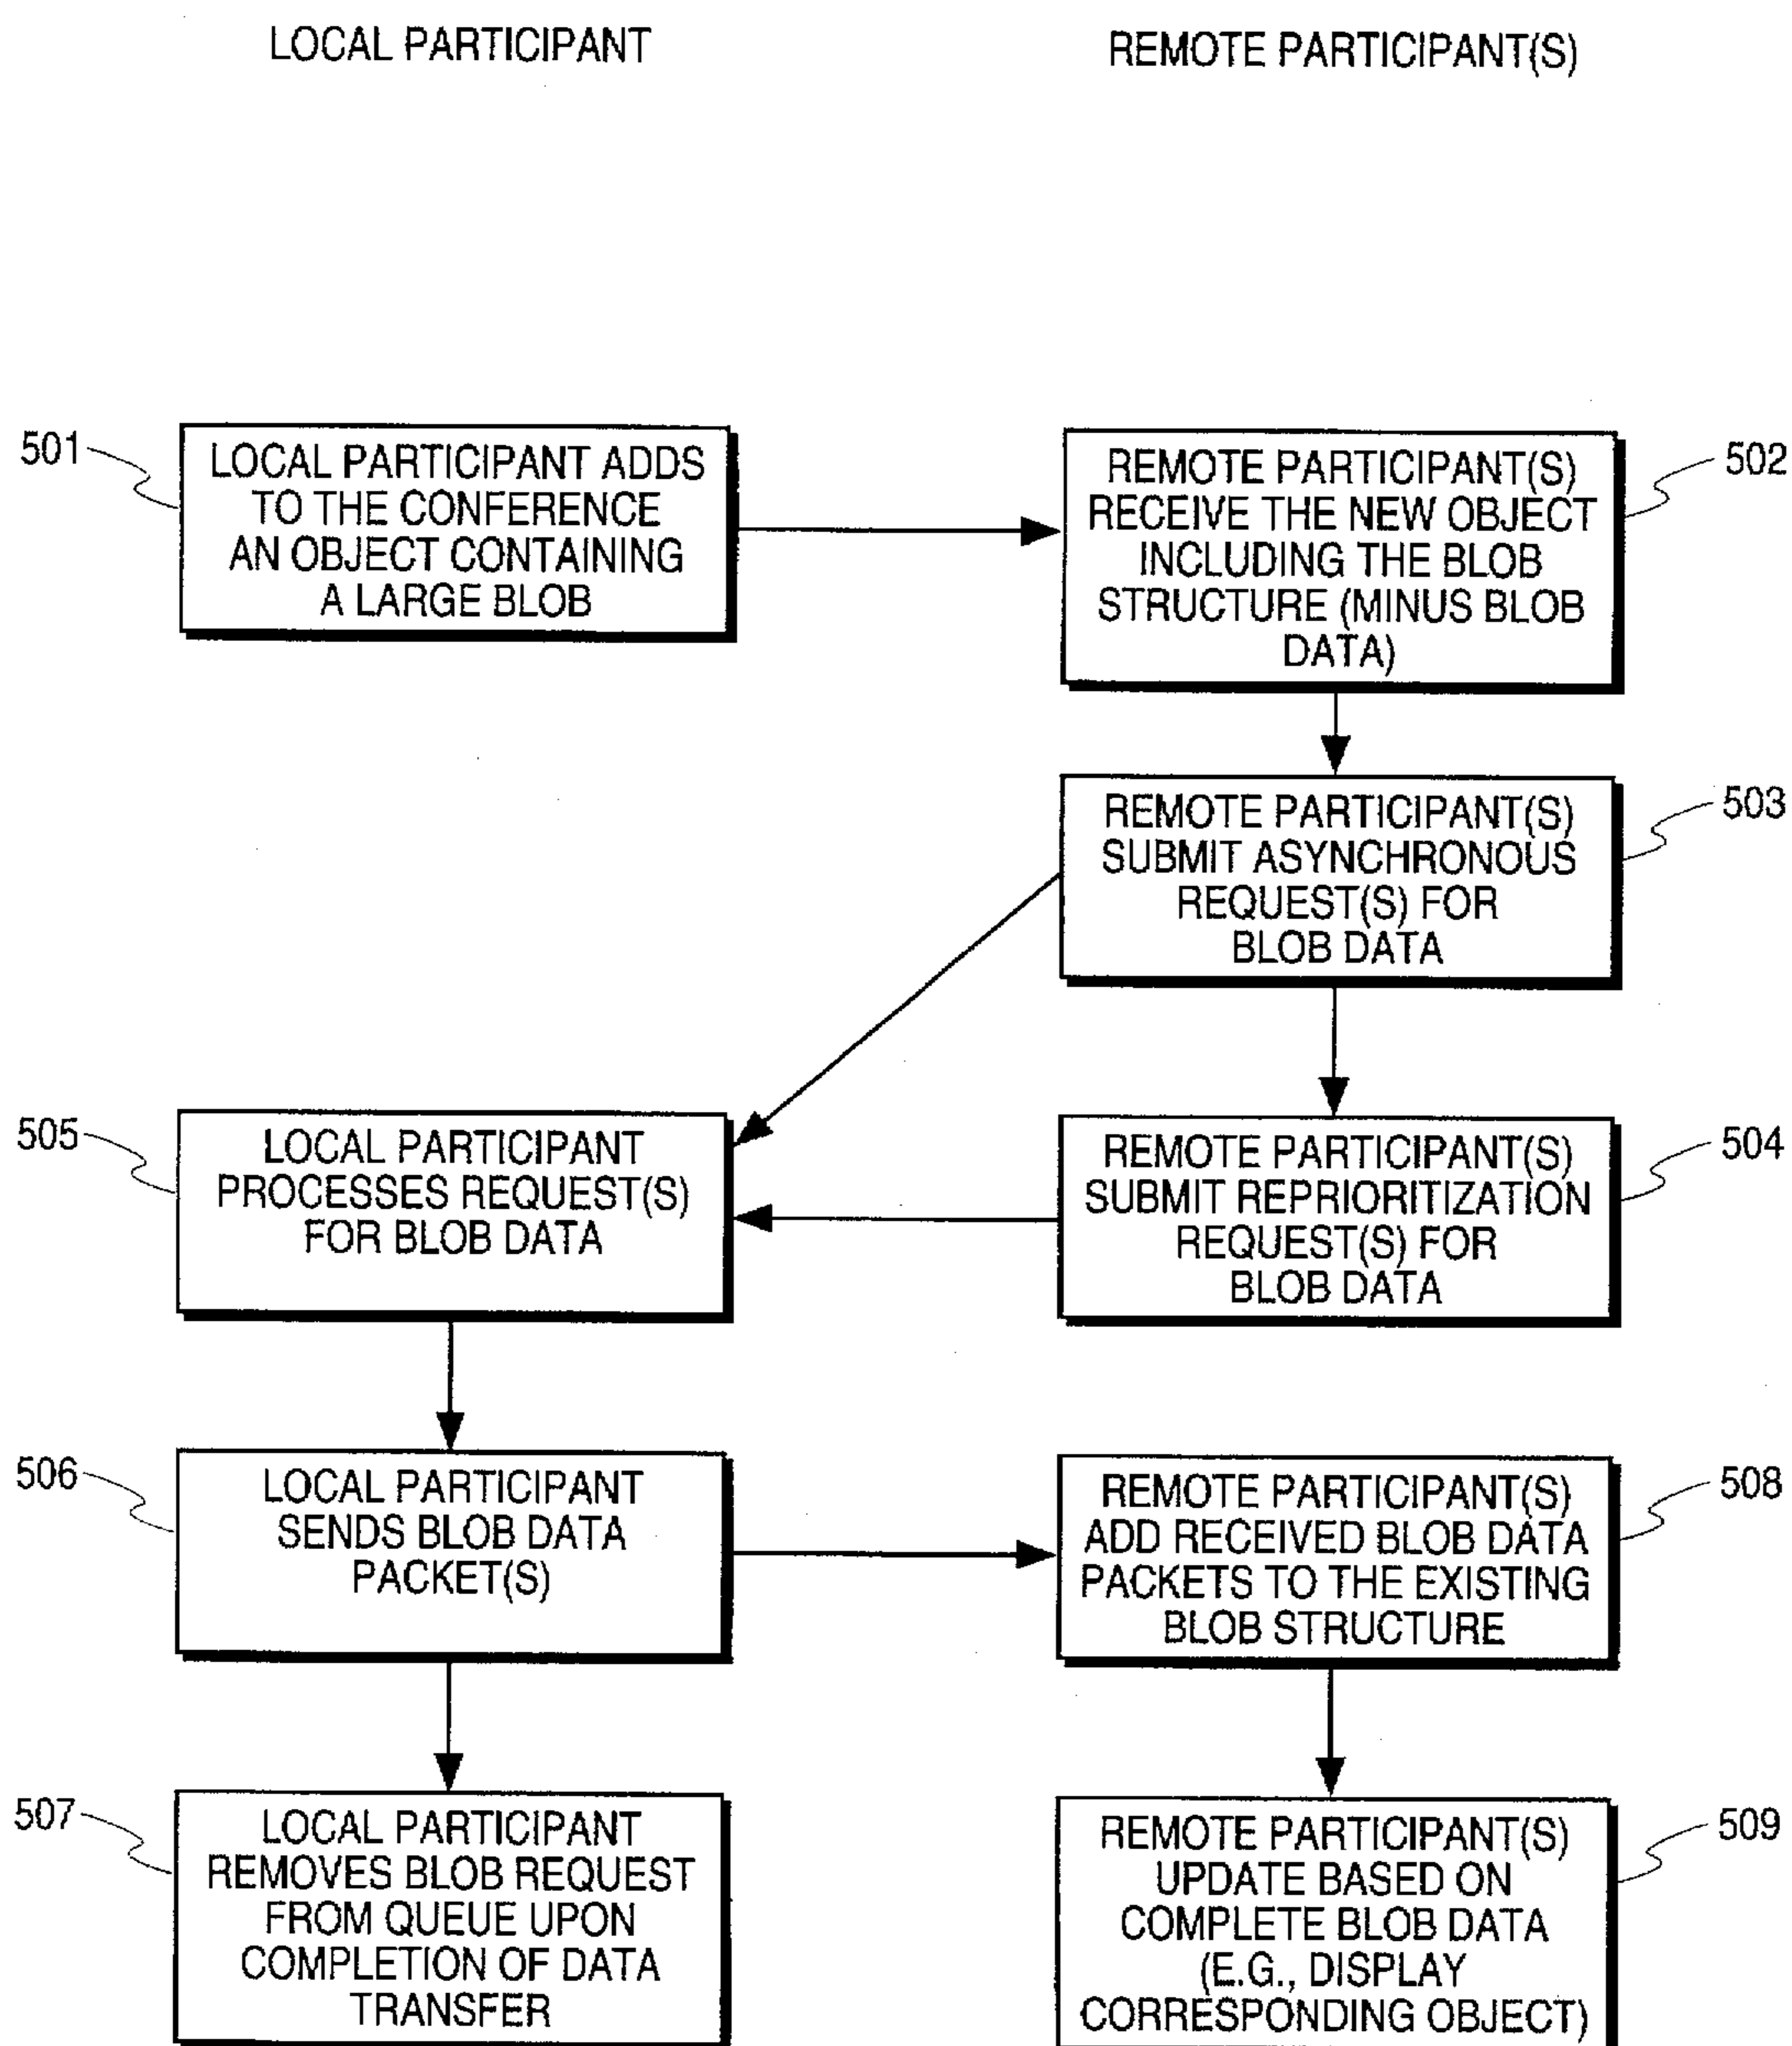 LOCAL PARTICIPANT
REMOTE PARTICIPANT(S)
501
LOCAL PARTICIPANT ADDS
TO THE CONFERENCE
AN OBJECT CONTAINING
A LARGE BLOB
502
REMOTE PARTICIPANT(S)
RECEIVE THE NEW OBJECT
INCLUDING THE BLOB
STRUCTURE (MINUS BLOB
DATA)
503
REMOTE PARTICIPANT(S)
SUBMIT ASYNCHRONOUS
REQUEST(S) FOR
BLOB DATA
505
LOCAL PARTICIPANT
PROCESSES REQUEST(S)
FOR BLOB DATA
504
REMOTE PARTICIPANT(S)
SUBMIT REPRIORITIZATION
REQUEST(S) FOR
BLOB DATA
506
LOCAL PARTICIPANT
SENDS BLOB DATA
PACKET(S)
508
REMOTE PARTICIPANT(S)
ADD RECEIVED BLOB DATA
PACKETS TO THE EXISTING
BLOB STRUCTURE
507
LOCAL PARTICIPANT
REMOVES BLOB REQUEST
FROM QUEUE UPON
COMPLETION OF DATA
TRANSFER
509
REMOTE PARTICIPANT(S)
UPDATE BASED ON
COMPLETE BLOB DATA
(E.G., DISPLAY
CORRESPONDING OBJECT)